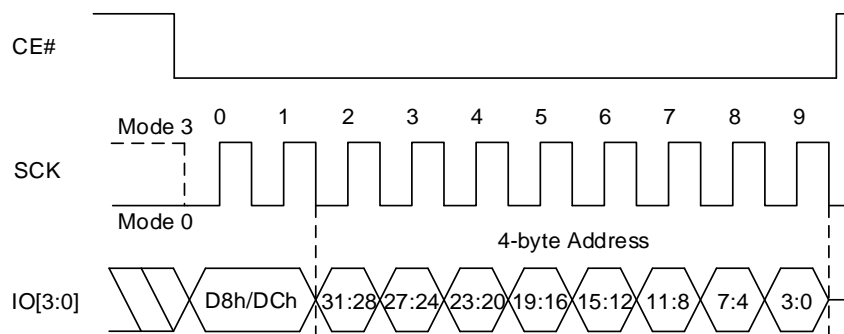 CE#
Mode 3
0 1 2 3 4 5 6 7 8 9
SCK
Mode 0
4-byte Address
IO[3:0]
D8h/DCh 31:28 27:24 23:20 19:16 15:12 11:8 7:4 3:0